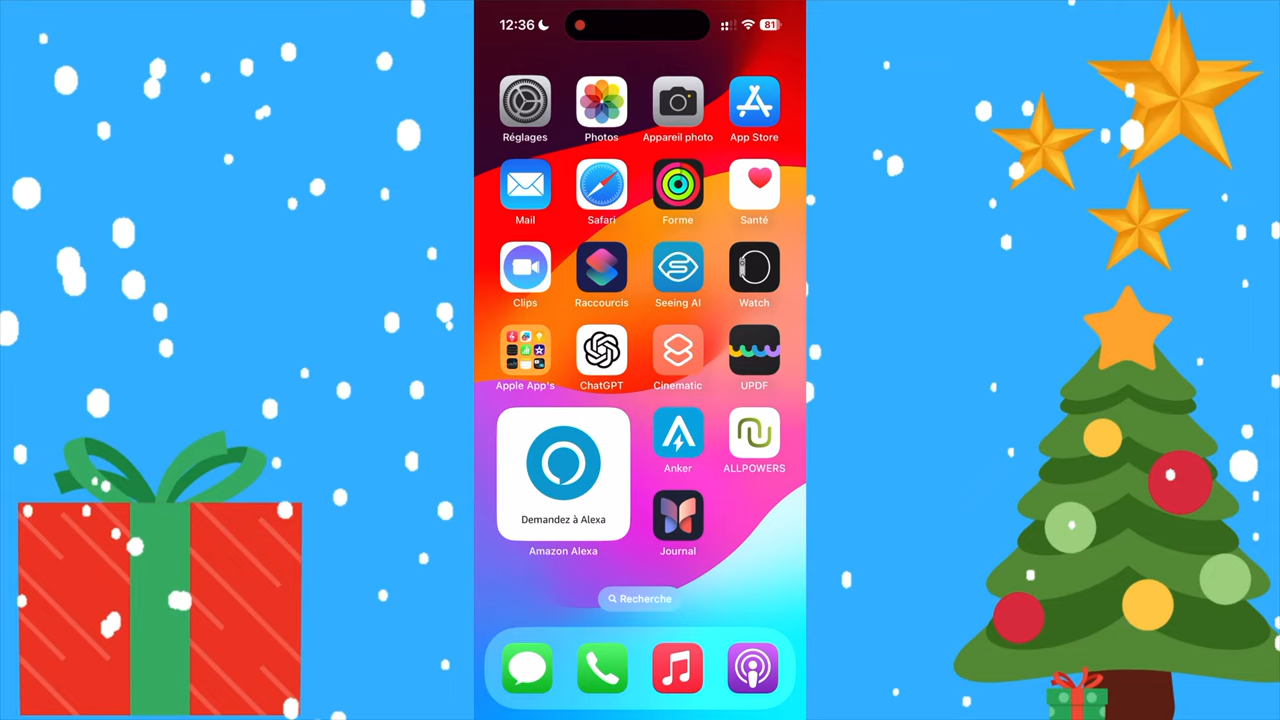 12:36
81
Réglages
Photos
Appareil photo
App Store
Mail
Safari
Forme
Santé
Clips
Raccourcis
Seeing AI
Watch
Apple App's
ChatGPT
Cinematic
UPDF
Demandez à Alexa
Amazon Alexa
Anker
ALLPOWERS
Journal
Recherche